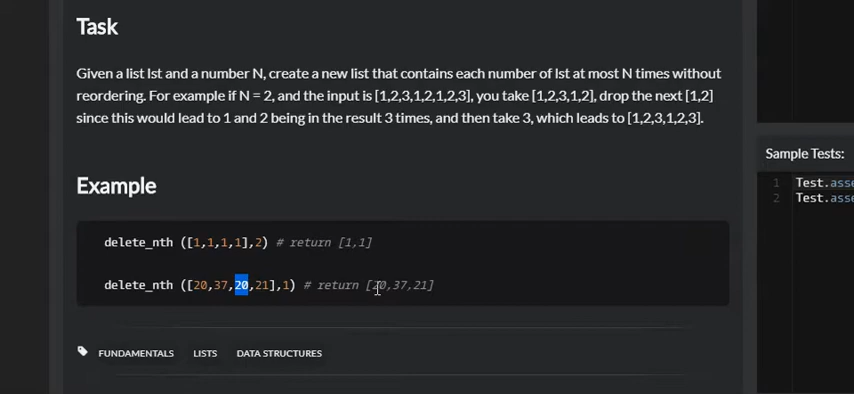 Task
Given a list lst and a number N, create a new list that contains each number of lst at most N times without
reordering. For example if N = 2, and the input is [1,2,3,1,2,1,2,3], you take [1,2,3,1,2], drop the next [1,2]
since this would lead to 1 and 2 being in the result 3 times, and then take 3, which leads to [1,2,3,1,2,3].
Example
delete_nth ([1,1,1,1],2) # return [1,1]
delete_nth ([20,37,20,21],1) # return [20,37,21]
FUNDAMENTALS LISTS DATA STRUCTURES
Sample Tests:
1 Test.asse
2 Test.asse